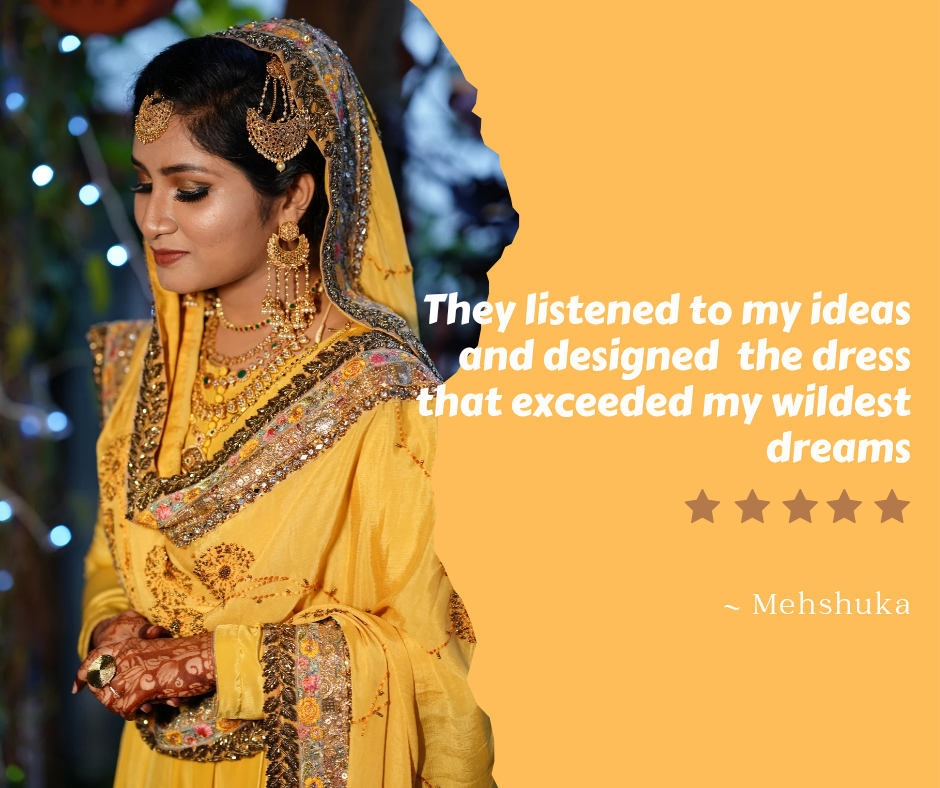 They listened to my ideas
and designed  the dress
that exceeded my wildest
dreams
~ Mehshuka